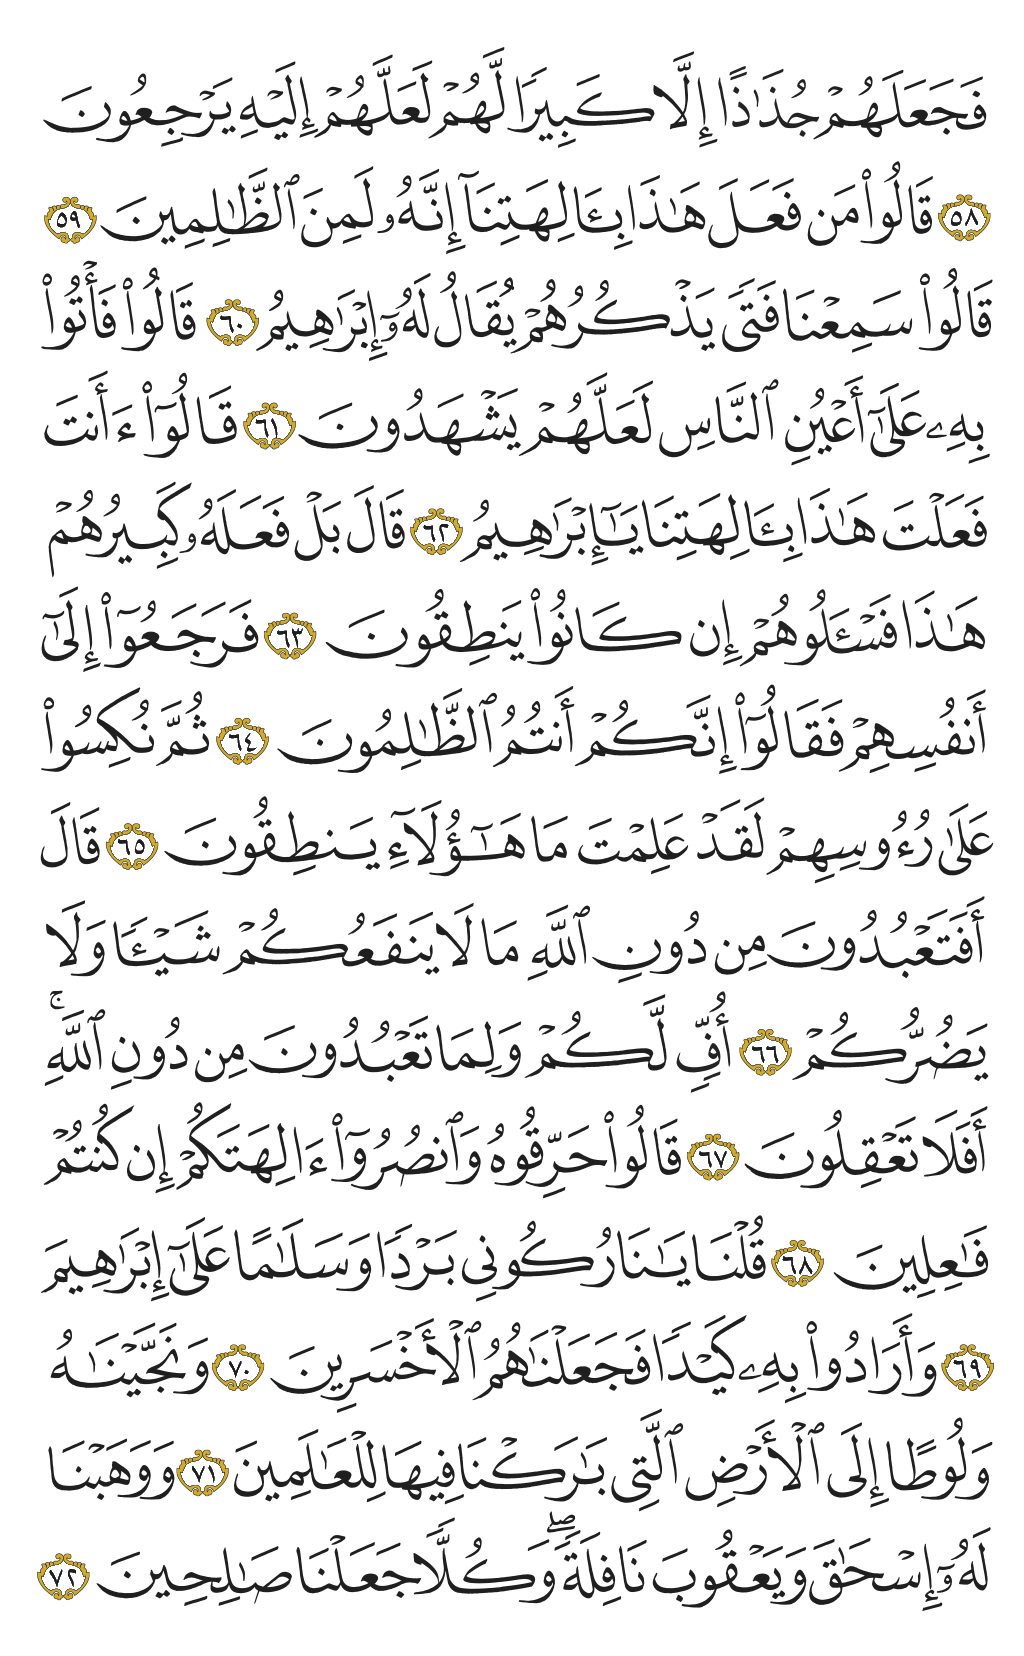 فَجَعَلَهُمْ جُذَٰذًا إِلَّا كَبِيرًا لَّهُمْ لَعَلَّهُمْ إِلَيْهِ يَرْجِعُونَ
٥٨ قَالُوا۟ مَن فَعَلَ هَٰذَا بِـَٔالِهَتِنَآ إِنَّهُۥ لَمِنَ ٱلظَّٰلِمِينَ ٥٩
قَالُوا۟ سَمِعْنَا فَتًى يَذْكُرُهُمْ يُقَالُ لَهُۥٓ إِبْرَٰهِيمُ ٦٠ قَالُوا۟ فَأْتُوا۟
بِهِۦ عَلَىٰٓ أَعْيُنِ ٱلنَّاسِ لَعَلَّهُمْ يَشْهَدُونَ ٦١ قَالُوٓا۟ ءَأَنتَ
فَعَلْتَ هَٰذَا بِـَٔالِهَتِنَا يَٰٓإِبْرَٰهِيمُ ٦٢ قَالَ بَلْ فَعَلَهُۥ كَبِيرُهُمْ
هَٰذَا فَسْـَٔلُوهُمْ إِن كَانُوا۟ يَنطِقُونَ ٦٣ فَرَجَعُوٓا۟ إِلَىٰٓ
أَنفُسِهِمْ فَقَالُوٓا۟ إِنَّكُمْ أَنتُمُ ٱلظَّٰلِمُونَ ٦٤ ثُمَّ نُكِسُوا۟
عَلَىٰ رُءُوسِهِمْ لَقَدْ عَلِمْتَ مَا هَٰٓؤُلَآءِ يَنطِقُونَ ٦٥ قَالَ
أَفَتَعْبُدُونَ مِن دُونِ ٱللَّهِ مَا لَا يَنفَعُكُمْ شَيْـًٔا وَلَا
يَضُرُّكُمْ ٦٦ أُفٍّ لَّكُمْ وَلِمَا تَعْبُدُونَ مِن دُونِ ٱللَّهِ ۚ
أَفَلَا تَعْقِلُونَ ٦٧ قَالُوا۟ حَرِّقُوهُ وَٱنصُرُوٓا۟ ءَالِهَتَكُمْ إِن كُنتُمْ
فَٰعِلِينَ ٦٨ قُلْنَا يَٰنَارُ كُونِى بَرْدًا وَسَلَٰمًا عَلَىٰٓ إِبْرَٰهِيمَ
٦٩ وَأَرَادُوا۟ بِهِۦ كَيْدًا فَجَعَلْنَٰهُمُ ٱلْأَخْسَرِينَ ٧٠ وَنَجَّيْنَٰهُ
وَلُوطًا إِلَى ٱلْأَرْضِ ٱلَّتِى بَٰرَكْنَا فِيهَا لِلْعَٰلَمِينَ ٧١ وَوَهَبْنَا
لَهُۥٓ إِسْحَٰقَ وَيَعْقُوبَ نَافِلَةً ۖ وَكُلًّا جَعَلْنَا صَٰلِحِينَ ٧٢